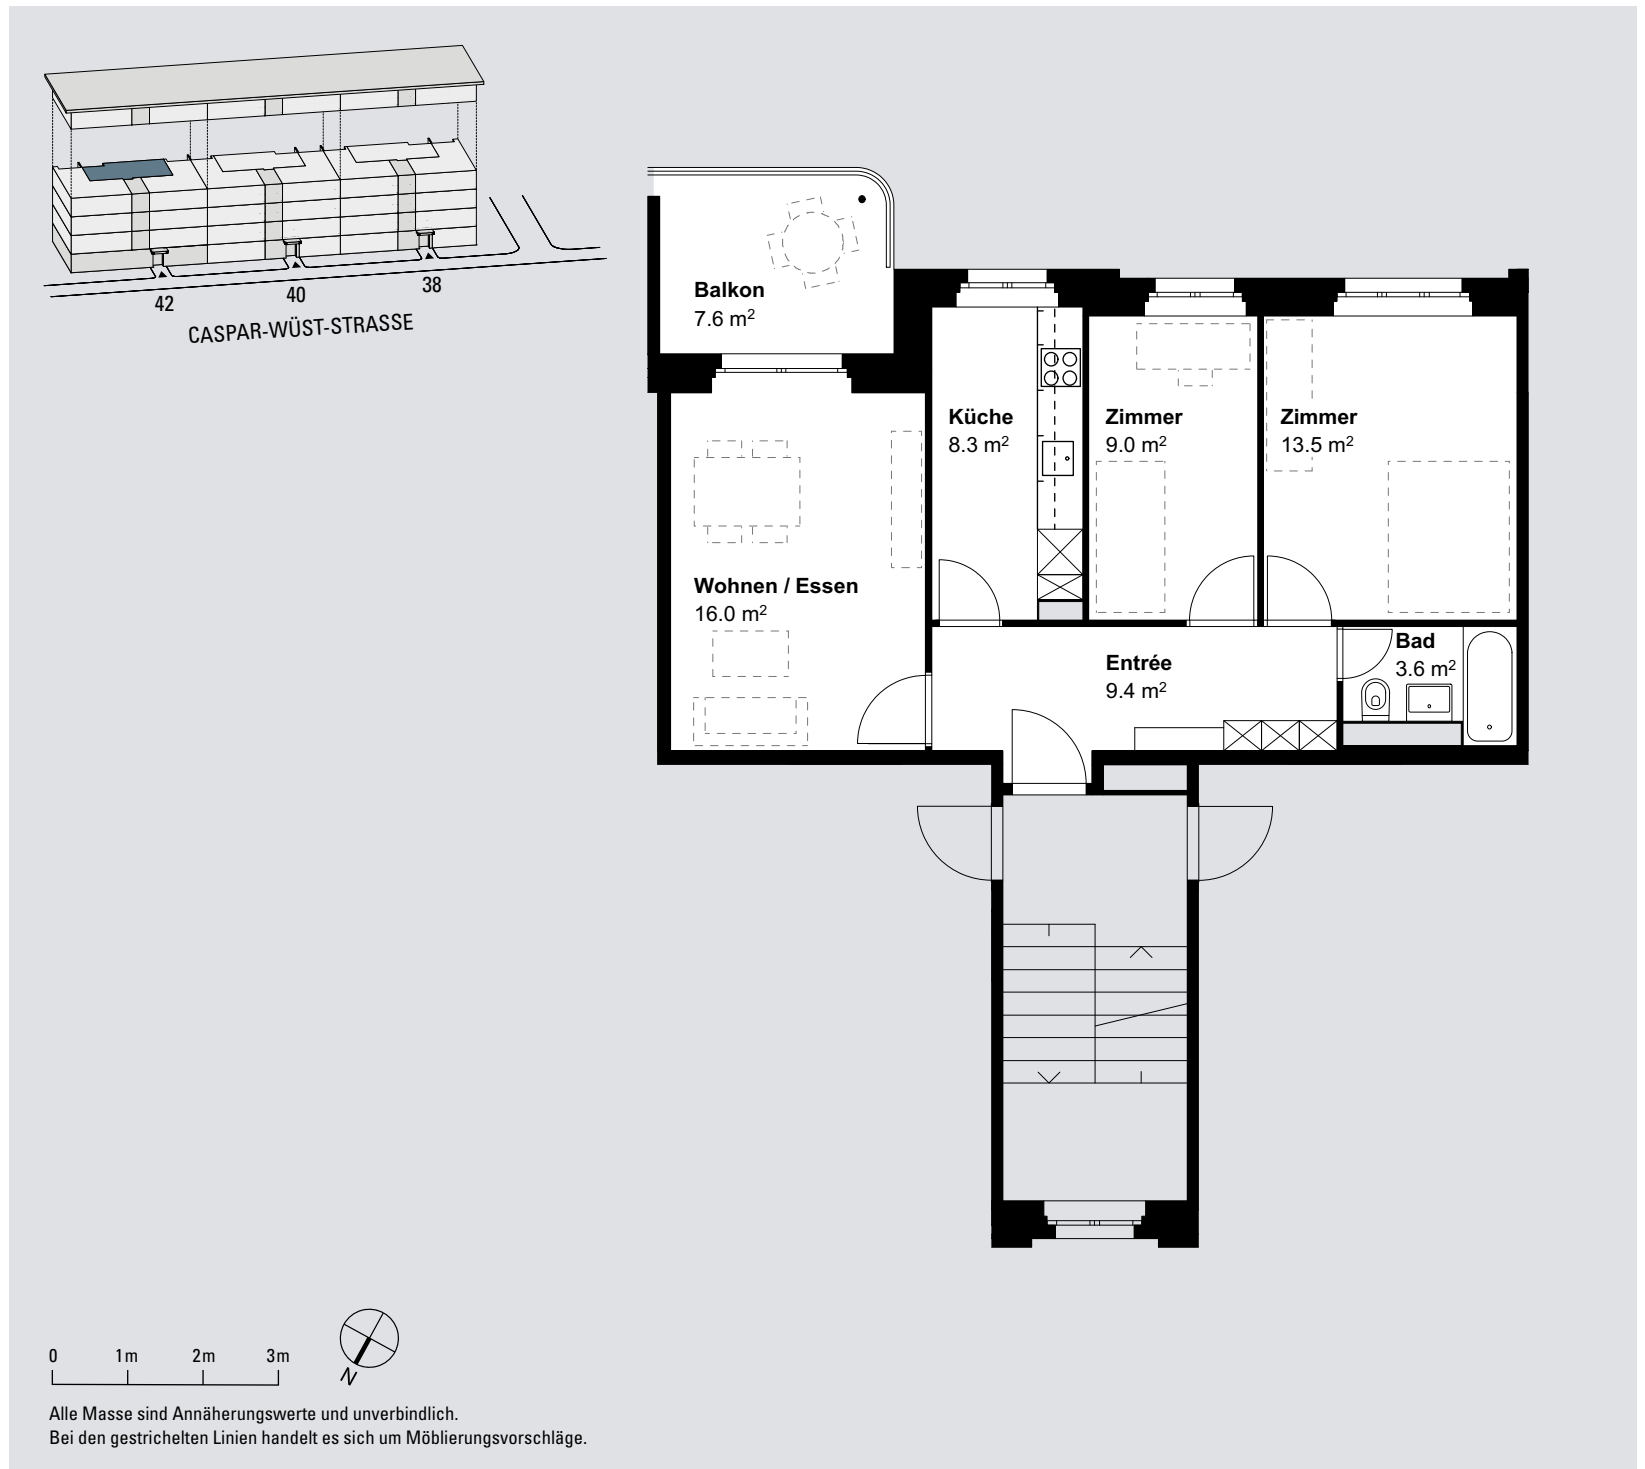 42
40
38
CASPAR-WÜST-STRASSE
Balkon
7.6 m²
Küche
8.3 m²
Zimmer
9.0 m²
Zimmer
13.5 m²
Wohnen / Essen
16.0 m²
Entrée
9.4 m²
Bad
3.6 m²
0 1m 2m 3m
N
Alle Masse sind Annäherungswerte und unverbindlich.
Bei den gestrichelten Linien handelt es sich um Möblierungsvorschläge.